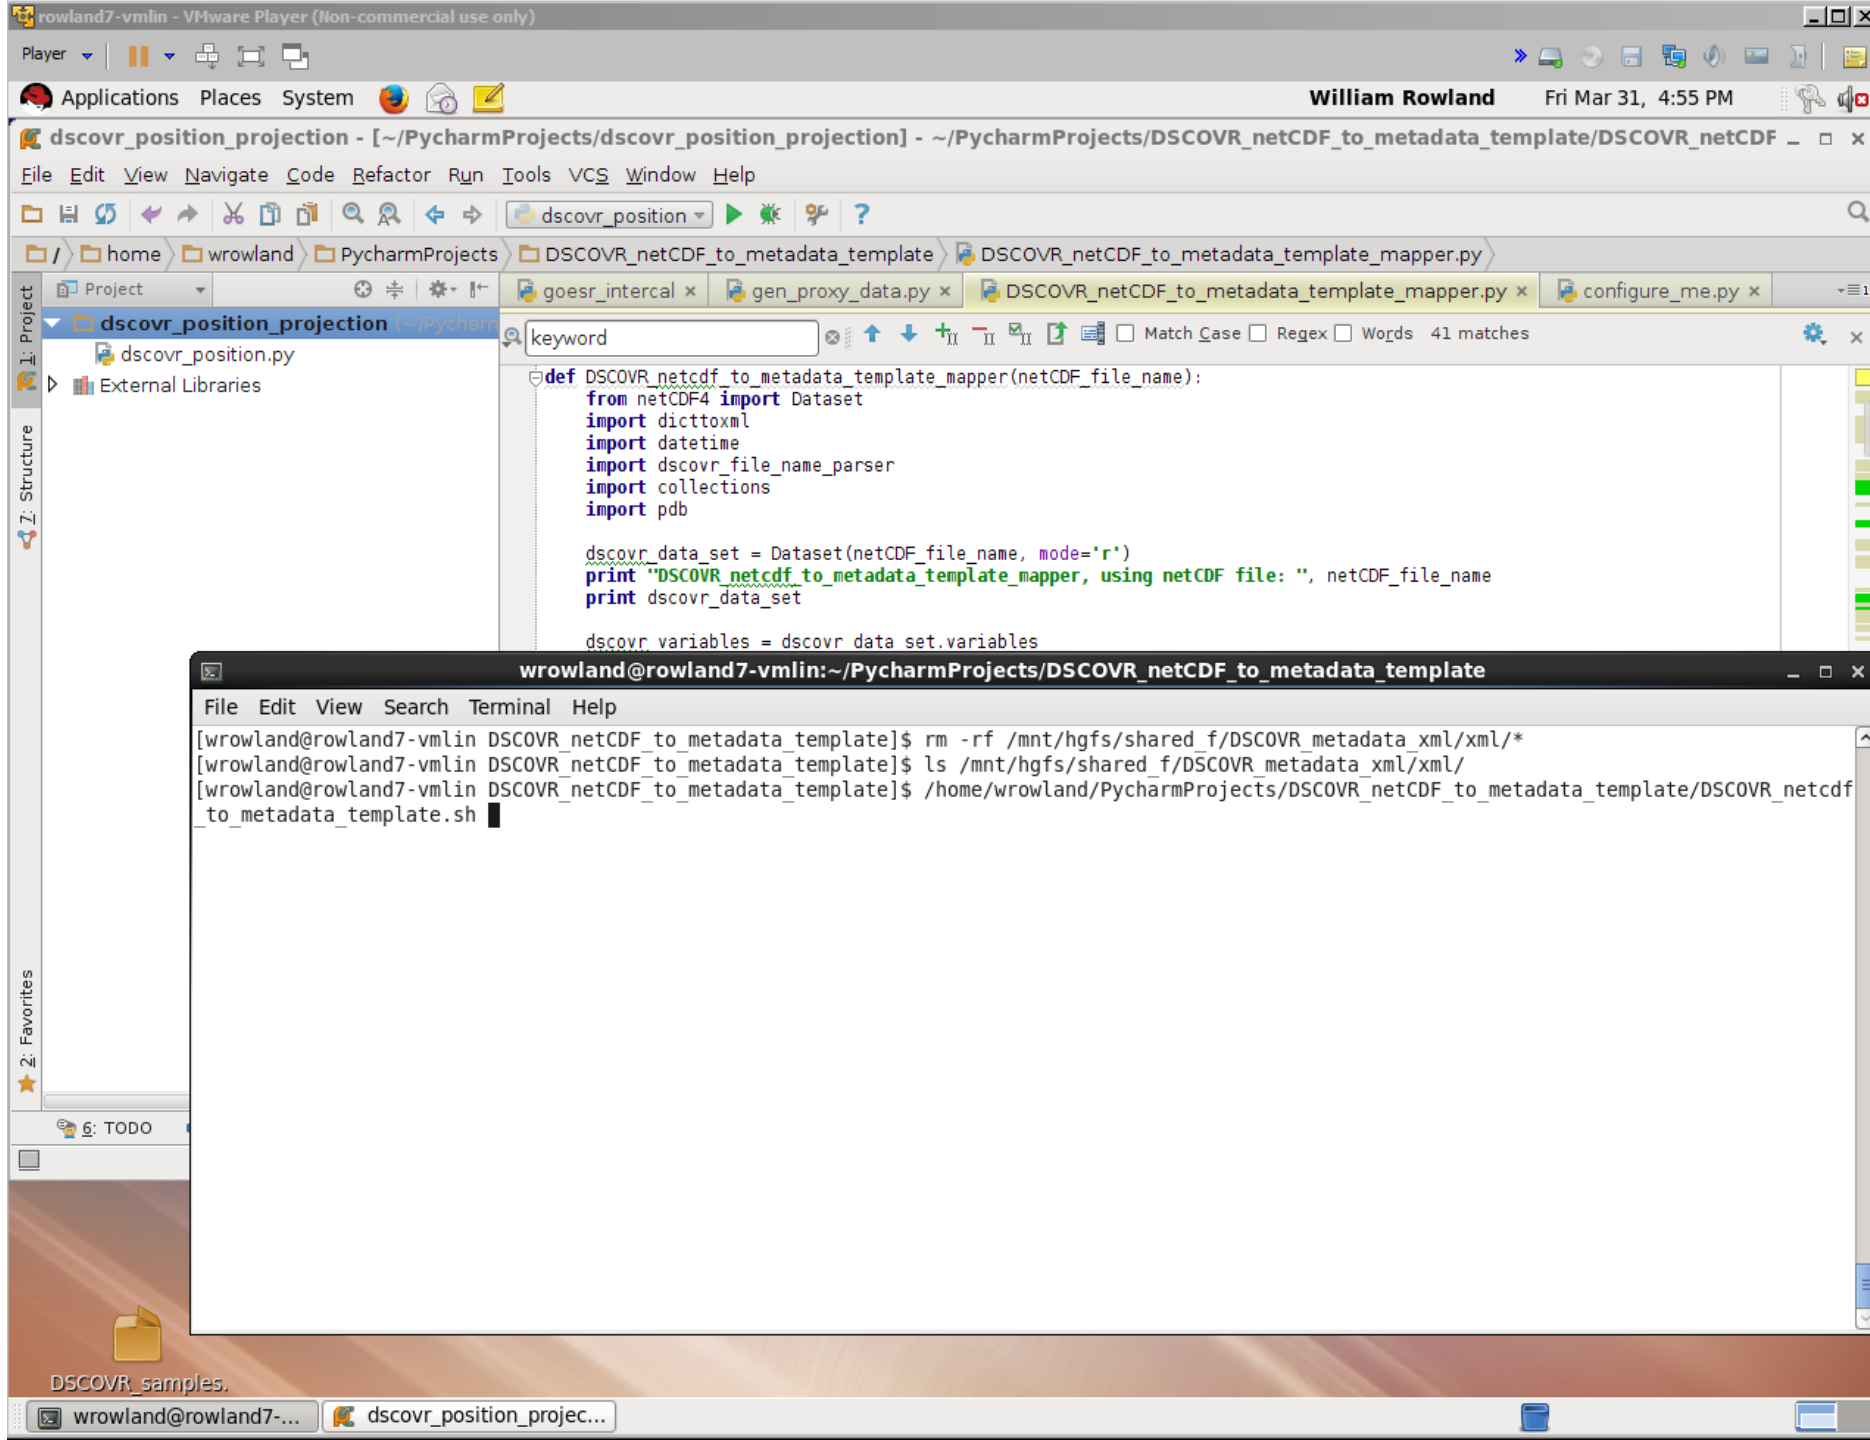 rowland7-vmlin - VMware Player (Non-commercial use only)
Player
Applications Places System William Rowland Fri Mar 31, 4:55 PM
dscovr_position_projection - [~/PycharmProjects/dscovr_position_projection] - ~/PycharmProjects/DSCOVR_netCDF_to_metadata_template/DSCOVR_netCDF
File Edit View Navigate Code Refactor Run Tools VCS Window Help
dscovr_position
/ home wrowland PycharmProjects DSCOVR_netCDF_to_metadata_template DSCOVR_netCDF_to_metadata_template_mapper.py
1: Project
7: Structure
2: Favorites
Project
goesr_intercal gen_proxy_data.py DSCOVR_netCDF_to_metadata_template_mapper.py configure_me.py
dscovr_position_projection (~/Pycharm
dscovr_position.py
External Libraries
keyword Match Case Regex Words 41 matches
def DSCOVR_netcdf_to_metadata_template_mapper(netCDF_file_name):
from netCDF4 import Dataset
import dicttoxml
import datetime
import dscovr_file_name_parser
import collections
import pdb
dscovr_data_set = Dataset(netCDF_file_name, mode='r')
print "DSCOVR_netcdf_to_metadata_template_mapper, using netCDF file: ", netCDF_file_name
print dscovr_data_set
dscovr_variables = dscovr_data_set.variables
wrowland@rowland7-vmlin:~/PycharmProjects/DSCOVR_netCDF_to_metadata_template
File Edit View Search Terminal Help
[wrowland@rowland7-vmlin DSCOVR_netCDF_to_metadata_template]$ rm -rf /mnt/hgfs/shared_f/DSCOVR_metadata_xml/xml/*
[wrowland@rowland7-vmlin DSCOVR_netCDF_to_metadata_template]$ ls /mnt/hgfs/shared_f/DSCOVR_metadata_xml/xml/
[wrowland@rowland7-vmlin DSCOVR_netCDF_to_metadata_template]$ /home/wrowland/PycharmProjects/DSCOVR_netCDF_to_metadata_template/DSCOVR_netcdf
_to_metadata_template.sh
6: TODO
DSCOVR_samples.
wrowland@rowland7-... dscovr_position_projec...